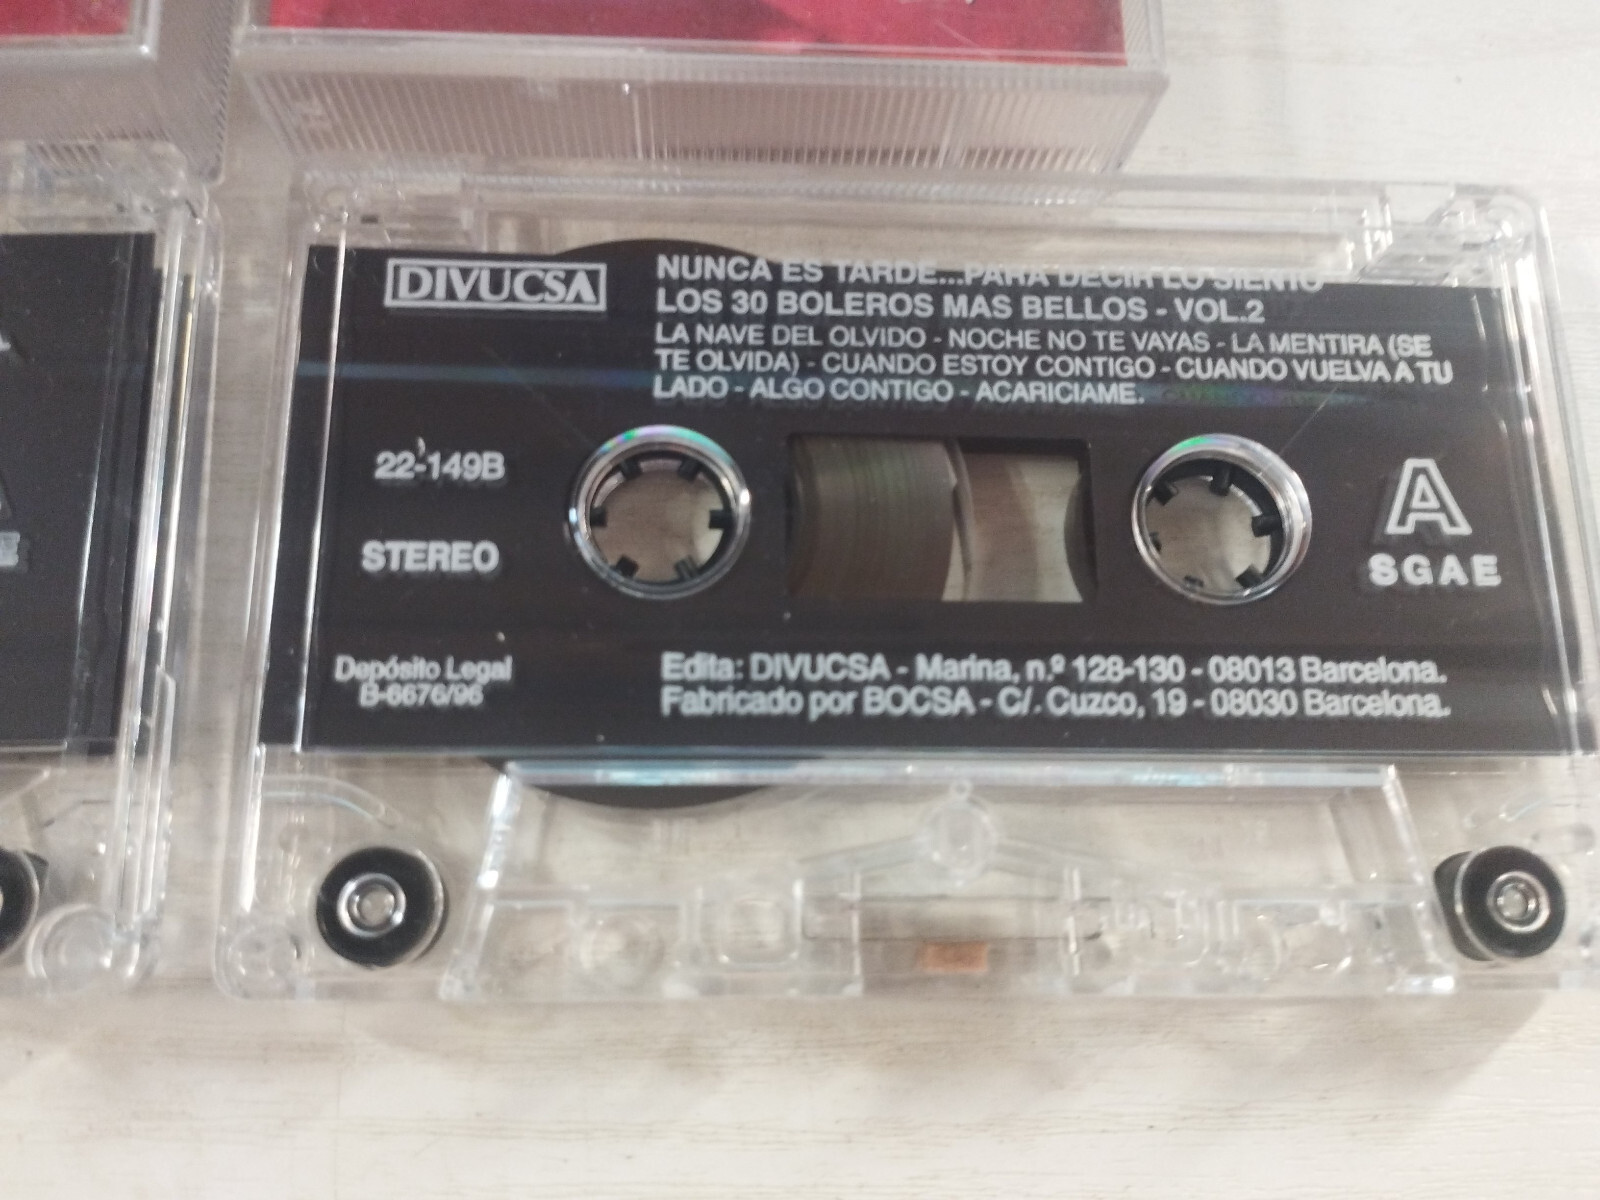 DIVUCSA
NUNCA ES TARDE...PARA DECIR LO SIENTO
LOS 30 BOLEROS MAS BELLOS - VOL.2
LA NAVE DEL OLVIDO - NOCHE NO TE VAYAS - LA MENTIRA (SE
TE OLVIDA) - CUANDO ESTOY CONTIGO - CUANDO VUELVA A TU
LADO - ALGO CONTIGO - ACARICIAME.
22-149B
STEREO
A
SGAE
Depósito Legal
B-6676/96
Edita: DIVUCSA - Marina, n.º 128-130 - 08013 Barcelona.
Fabricado por BOCSA - C/. Cuzco, 19 - 08030 Barcelona.